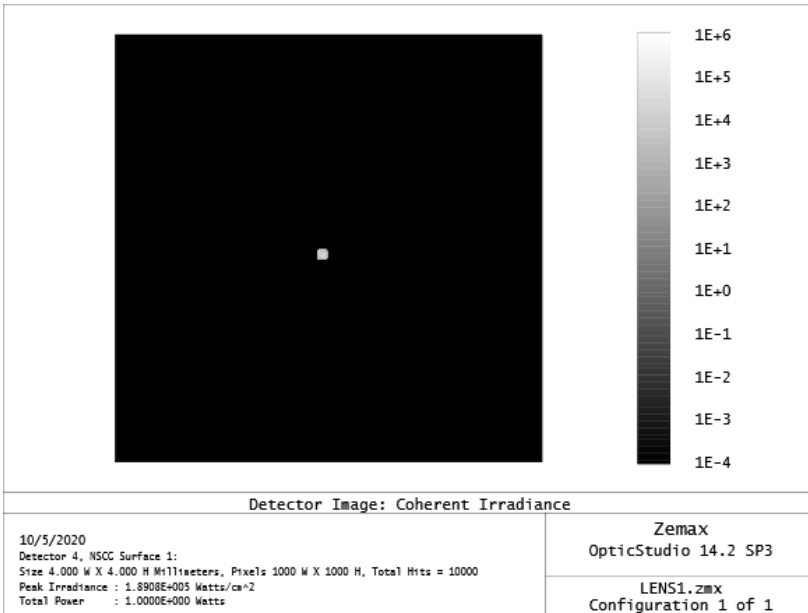 1E+6
1E+5
1E+4
1E+3
1E+2
1E+1
1E+0
1E-1
1E-2
1E-3
1E-4
Detector Image: Coherent Irradiance
10/5/2020
Detector 4, NSCG Surface 1:
Size 4.000 W X 4.000 H Millimeters, Pixels 1000 W X 1000 H, Total Hits = 10000
Peak Irradiance : 1.8908E+005 Watts/cm^2
Total Power : 1.0000E+000 Watts
Zemax
OpticStudio 14.2 SP3
LENS1.zmx
Configuration 1 of 1